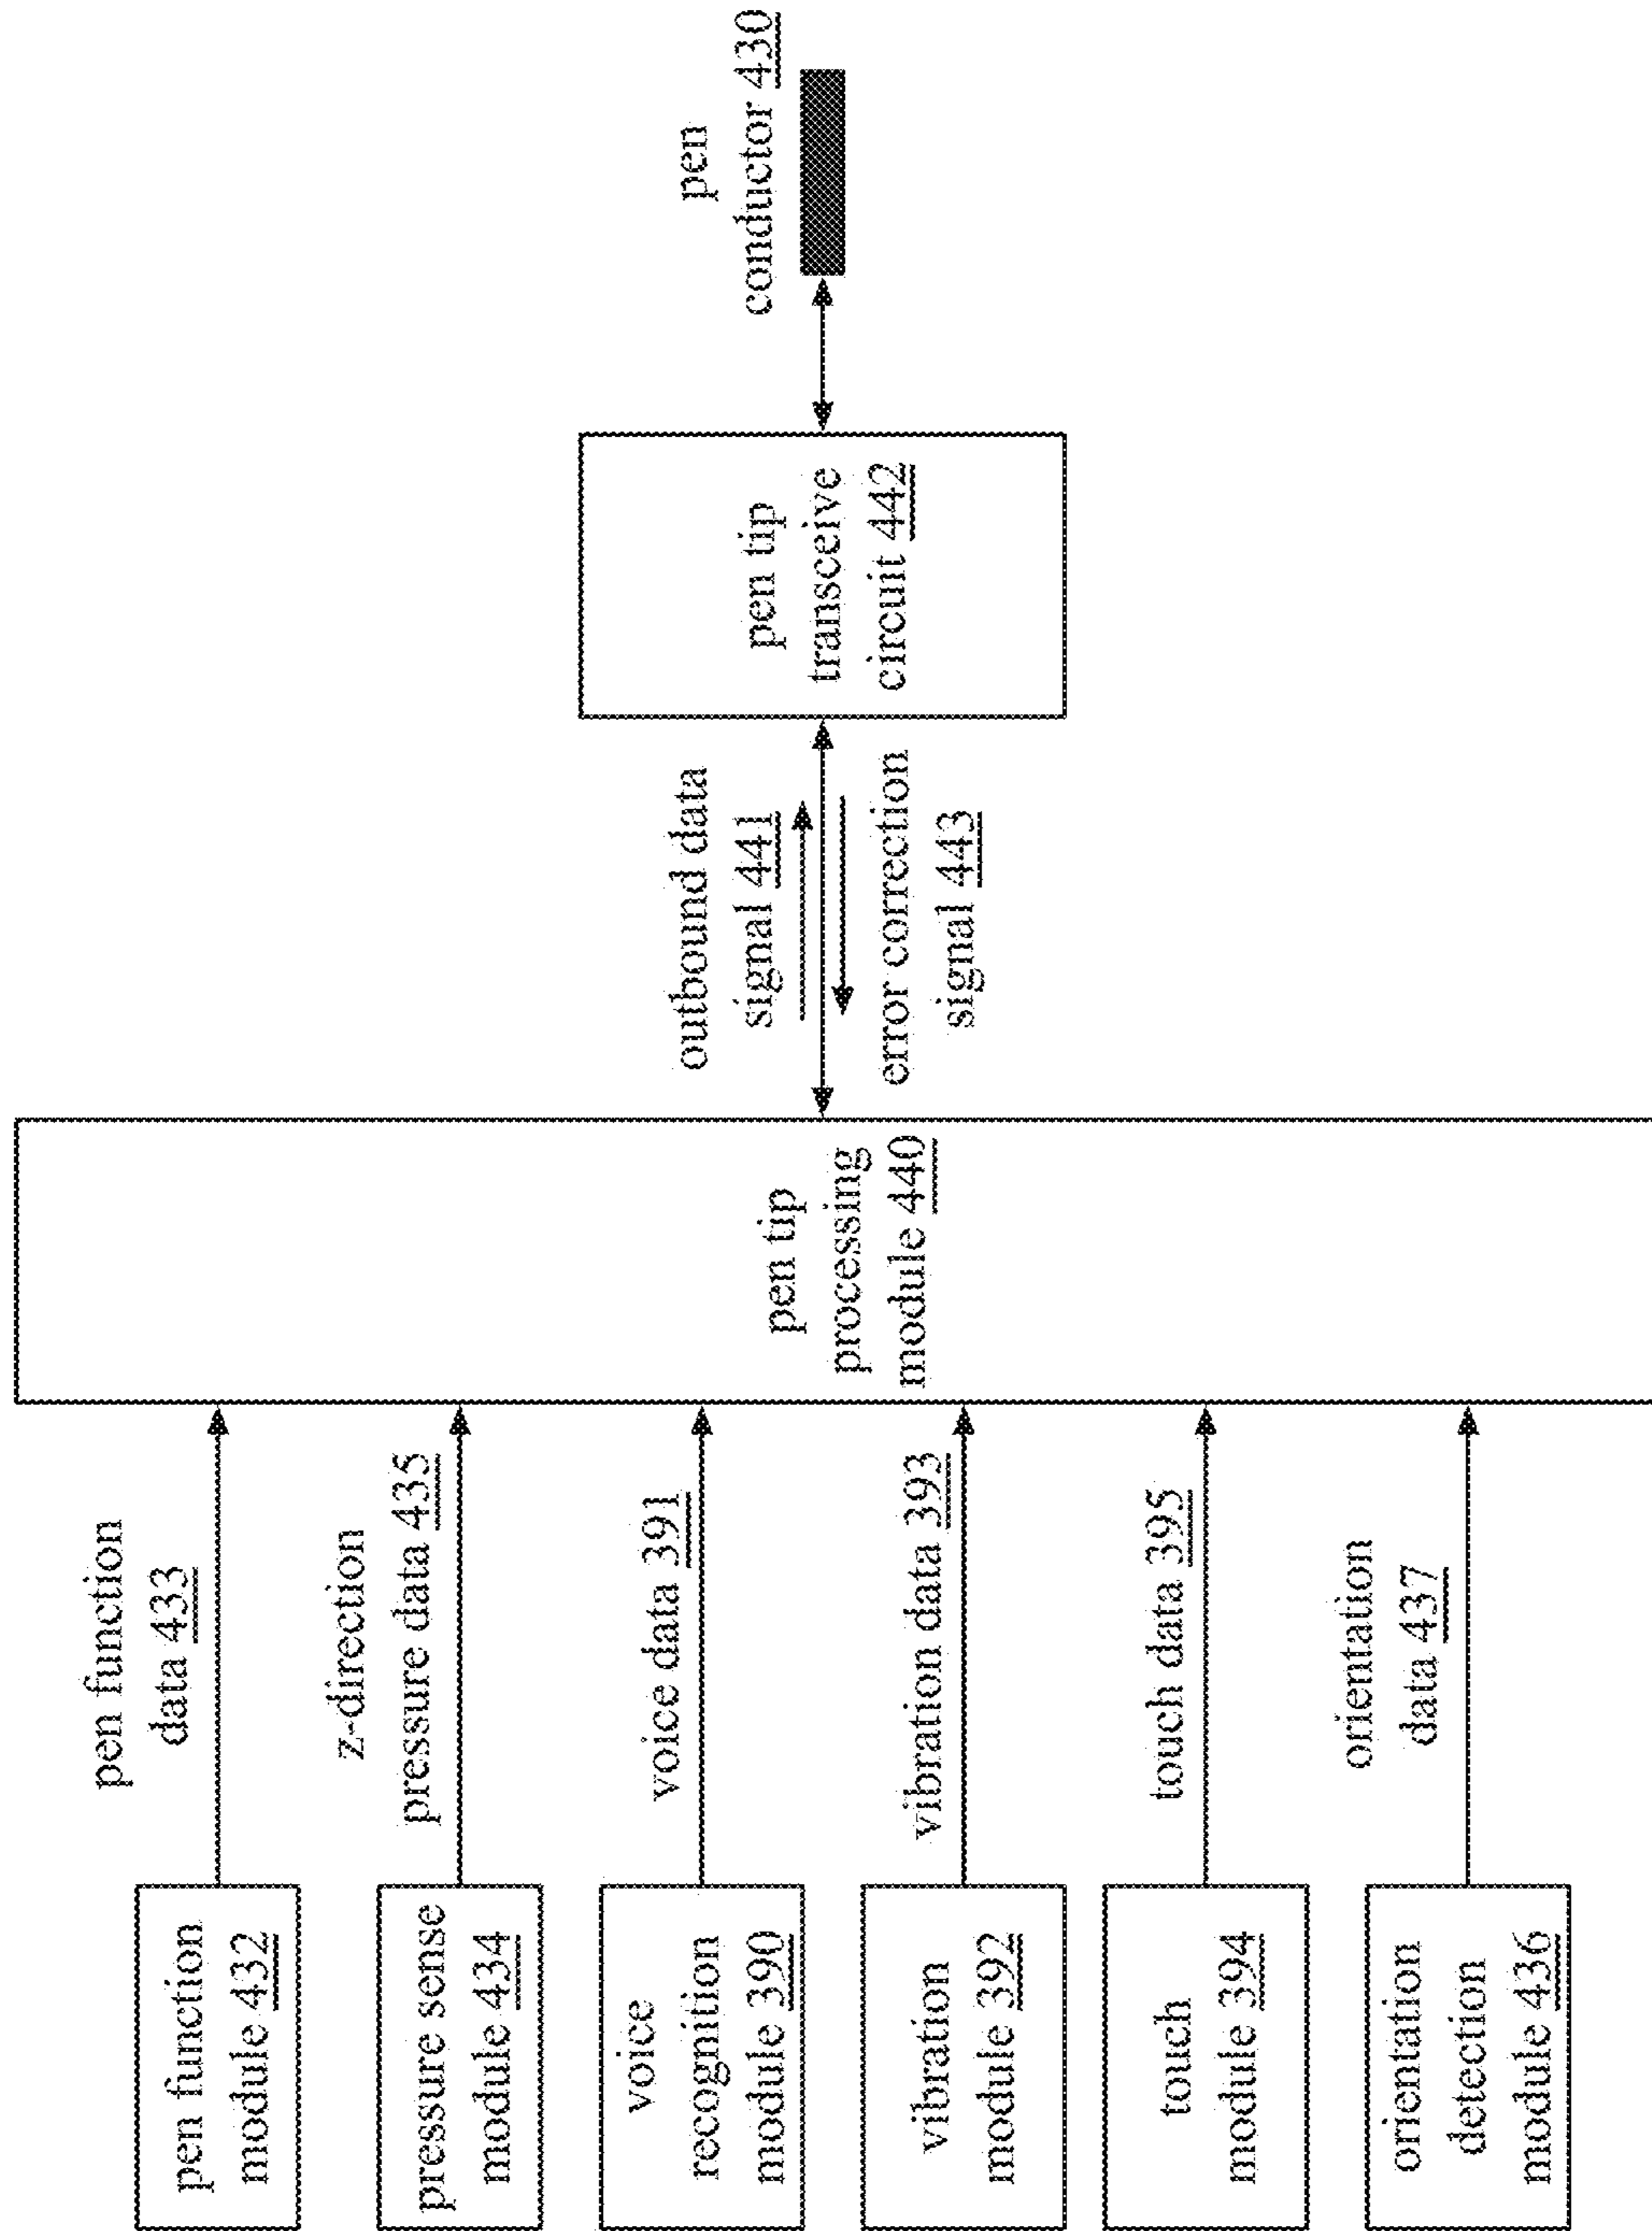 pen function
module 432
pressure sense
module 434
voice
recognition
module 390
vibration
module 392
touch
module 394
orientation
detection
module 436
pen function
data 433
z-direction
pressure data 435
voice data 391
vibration data 393
touch data 395
orientation
data 437
pen tip
processing
module 440
outbound data
signal 441
error correction
signal 443
pen tip
transceive
circuit 442
pen
conductor 430